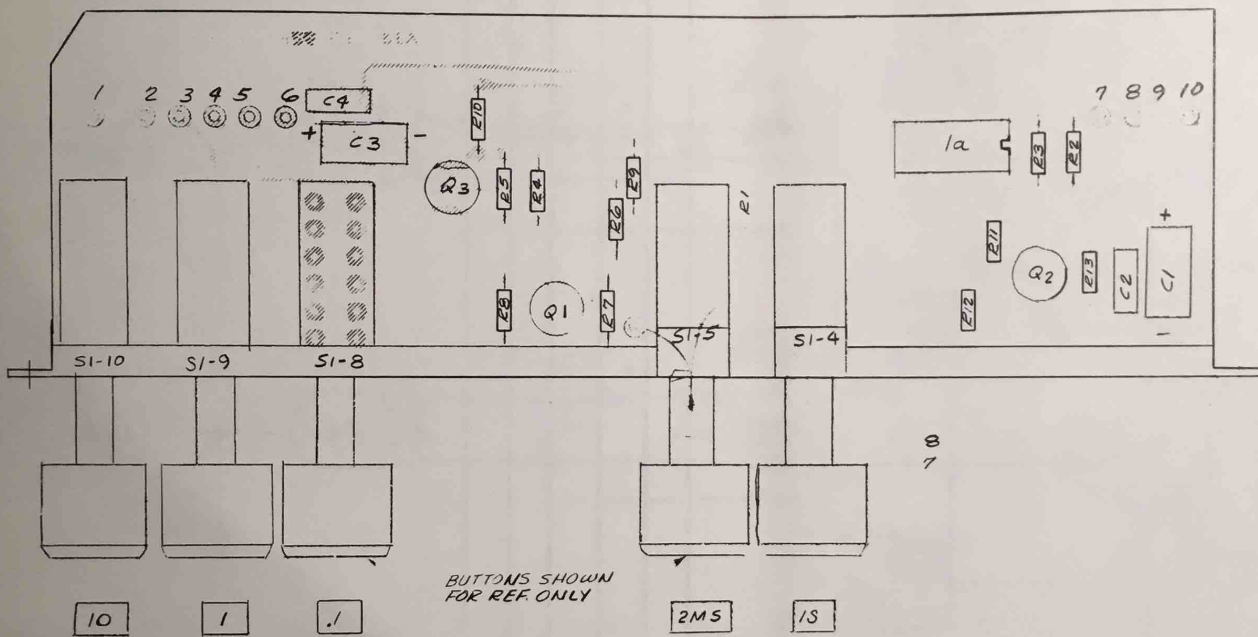 1 2 3 4 5 6
7 8 9 10
C4
+ C3 -
R10
Q3
R5
R4
R9
R6
R1
1a
R3
R2
R11
Q2
R13
C2
+
C1
-
R8
Q1
R7
R12
S1-10
S1-9
S1-8
S1-5
S1-4
8
7
BUTTONS SHOWN
FOR REF. ONLY
10
1
.1
2MS
1S